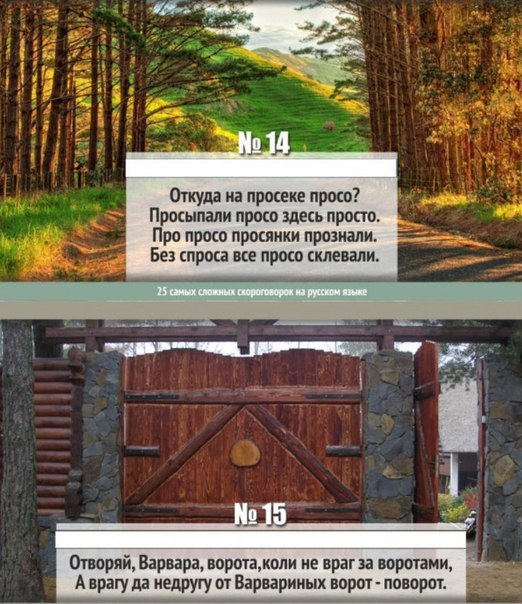 № 14
Откуда на просеке просо?
Просыпали просо здесь просто.
Про просо просянки прознали.
Без спроса все просо склевали.
25 самых сложных скороговорок на русском языке
№ 15
Отворяй, Варвара, ворота,коли не враг за воротами,
А врагу да недругу от Варвариных ворот - поворот.